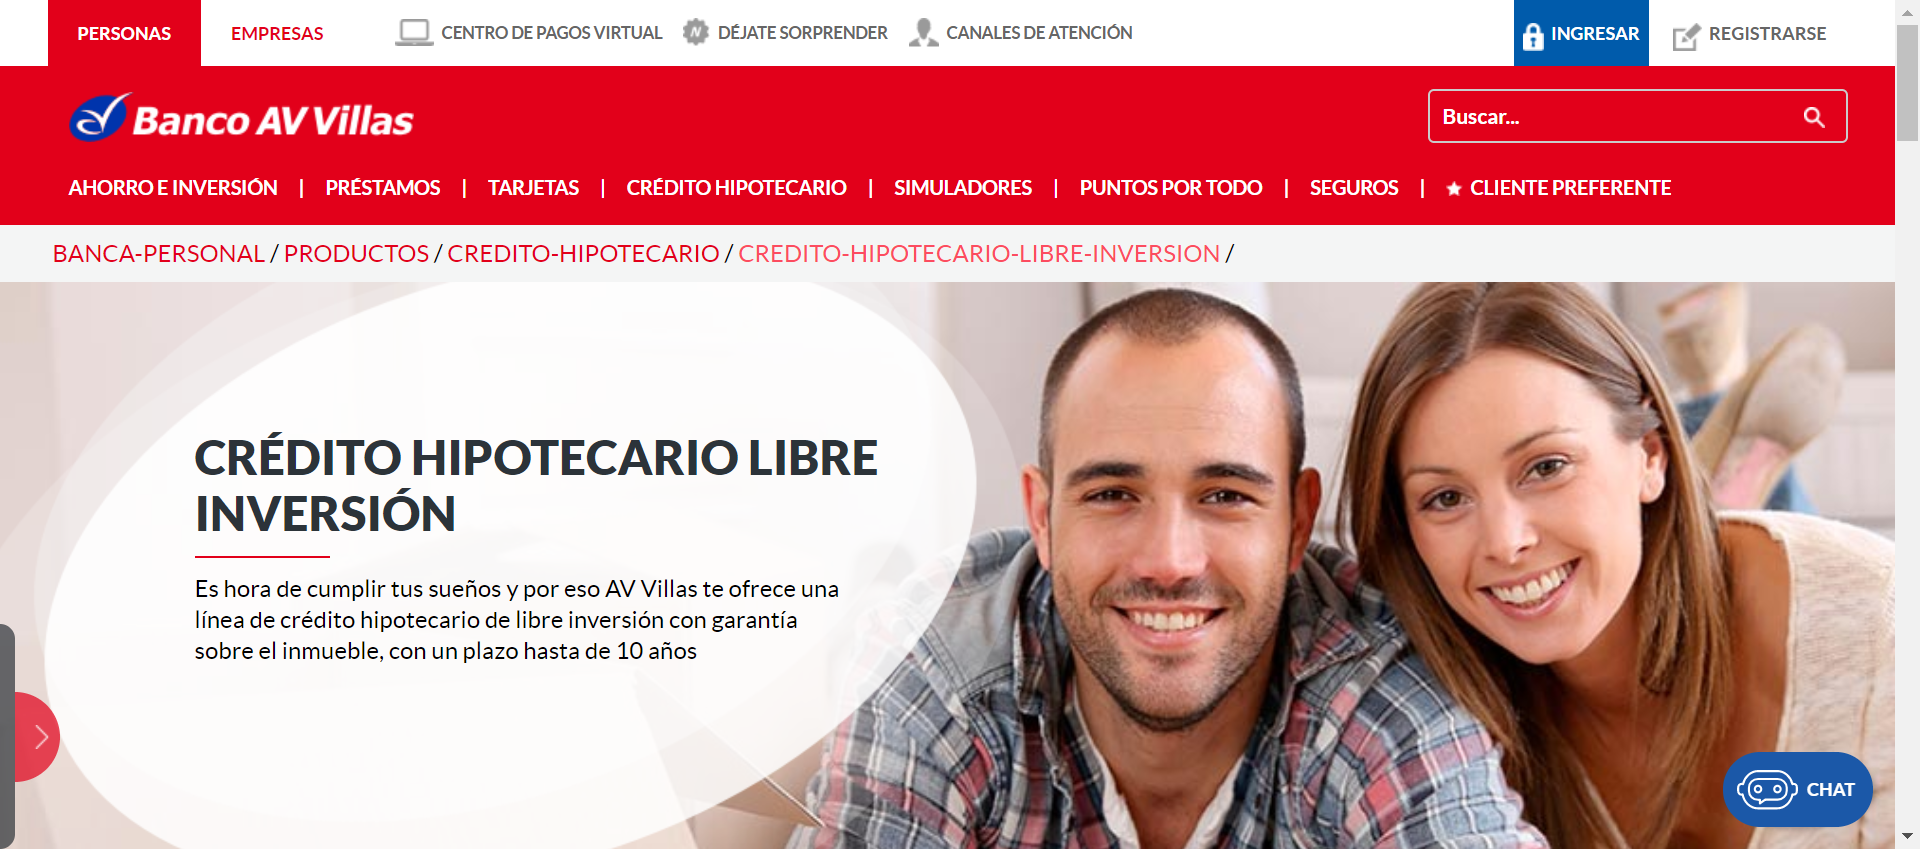 PERSONAS
EMPRESAS
CENTRO DE PAGOS VIRTUAL
DÉJATE SORPRENDER
CANALES DE ATENCIÓN
INGRESAR
REGISTRARSE
Banco AV Villas
Buscar...
AHORRO E INVERSIÓN | PRÉSTAMOS | TARJETAS | CRÉDITO HIPOTECARIO | SIMULADORES | PUNTOS POR TODO | SEGUROS | CLIENTE PREFERENTE
BANCA-PERSONAL / PRODUCTOS / CREDITO-HIPOTECARIO / CREDITO-HIPOTECARIO-LIBRE-INVERSION /
CRÉDITO HIPOTECARIO LIBRE
INVERSIÓN
Es hora de cumplir tus sueños y por eso AV Villas te ofrece una
línea de crédito hipotecario de libre inversión con garantía
sobre el inmueble, con un plazo hasta de 10 años
CHAT